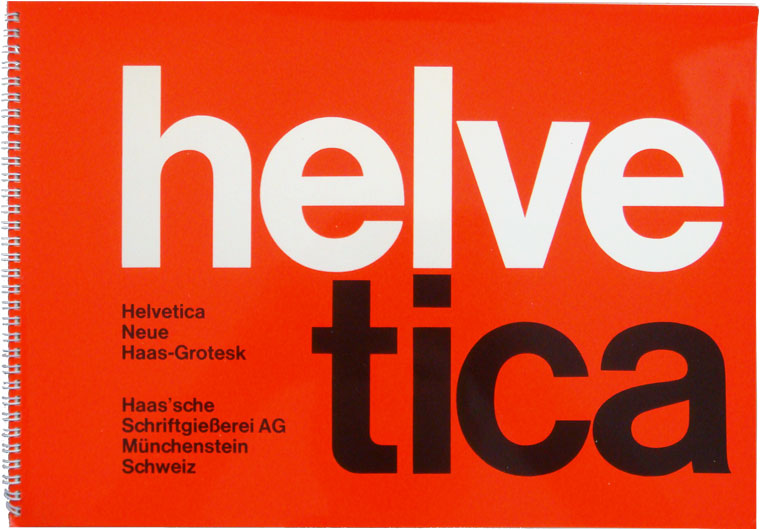 helve
tica
Helvetica
Neue
Haas-Grotesk
Haas'sche
Schriftgießerei AG
Münchenstein
Schweiz